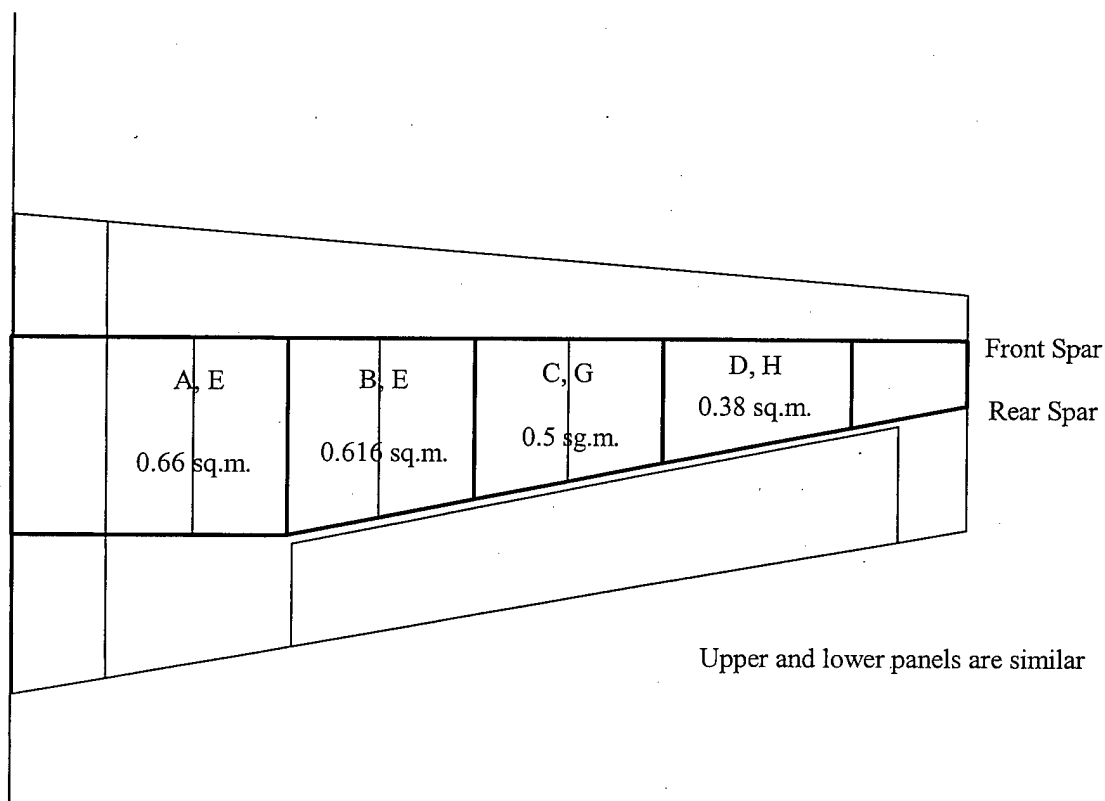 Front Spar
A, E
B, E
C, G
D, H
0.38 sq.m.
Rear Spar
0.66 sq.m.
0.616 sq.m.
0.5 sg.m.
Upper and lower panels are similar